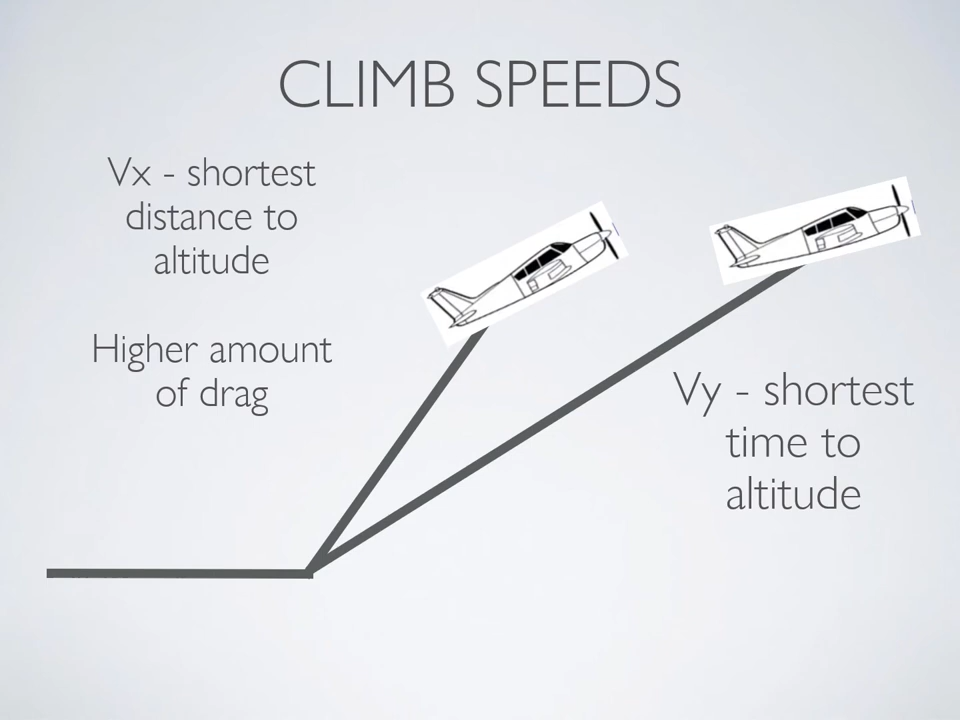 CLIMB SPEEDS
Vx - shortest
distance to
altitude
Higher amount
of drag
Vy - shortest
time to
altitude